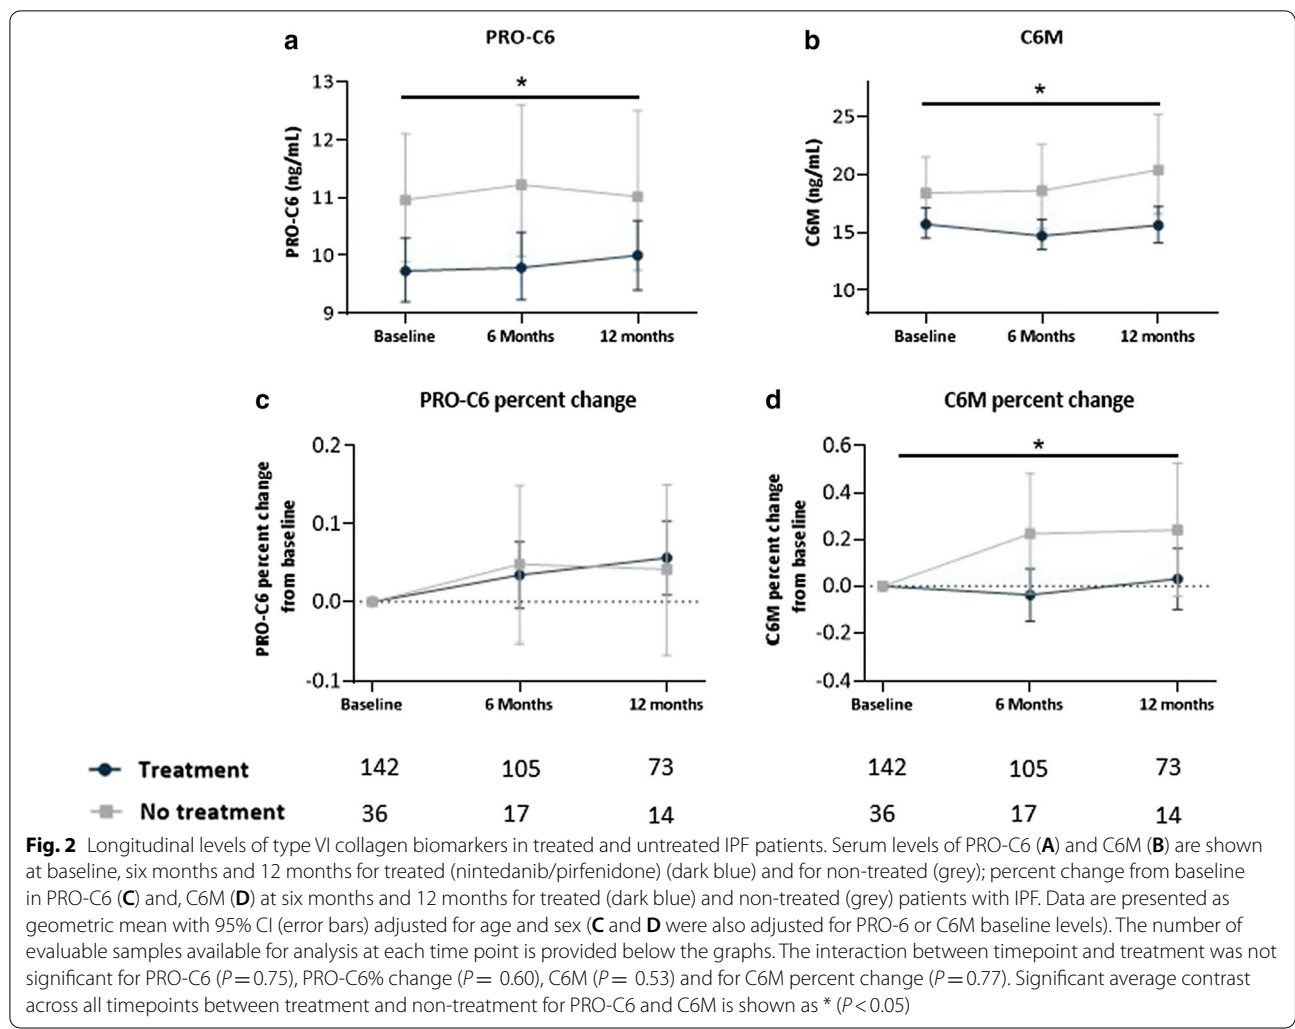 a
PRO-C6
*
PRO-C6 (ng/mL)
13
12
11
10
9
Baseline
6 Months
12 months
b
C6M
*
C6M (ng/mL)
25
20
15
10
Baseline
6 Months
12 months
c
PRO-C6 percent change
PRO-C6 percent change
from baseline
0.2
0.1
0.0
-0.1
Baseline
6 Months
12 months
d
C6M percent change
*
C6M percent change
from baseline
0.6
0.4
0.2
0.0
-0.2
-0.4
Baseline
6 Months
12 months
Treatment 142 105 73 142 105 73
No treatment 36 17 14 36 17 14
Fig. 2 Longitudinal levels of type VI collagen biomarkers in treated and untreated IPF patients. Serum levels of PRO-C6 (A) and C6M (B) are shown
at baseline, six months and 12 months for treated (nintedanib/pirfenidone) (dark blue) and for non-treated (grey); percent change from baseline
in PRO-C6 (C) and, C6M (D) at six months and 12 months for treated (dark blue) and non-treated (grey) patients with IPF. Data are presented as
geometric mean with 95% CI (error bars) adjusted for age and sex (C and D were also adjusted for PRO-6 or C6M baseline levels). The number of
evaluable samples available for analysis at each time point is provided below the graphs. The interaction between timepoint and treatment was not
significant for PRO-C6 (P = 0.75), PRO-C6% change (P = 0.60), C6M (P = 0.53) and for C6M percent change (P = 0.77). Significant average contrast
across all timepoints between treatment and non-treatment for PRO-C6 and C6M is shown as * (P < 0.05)